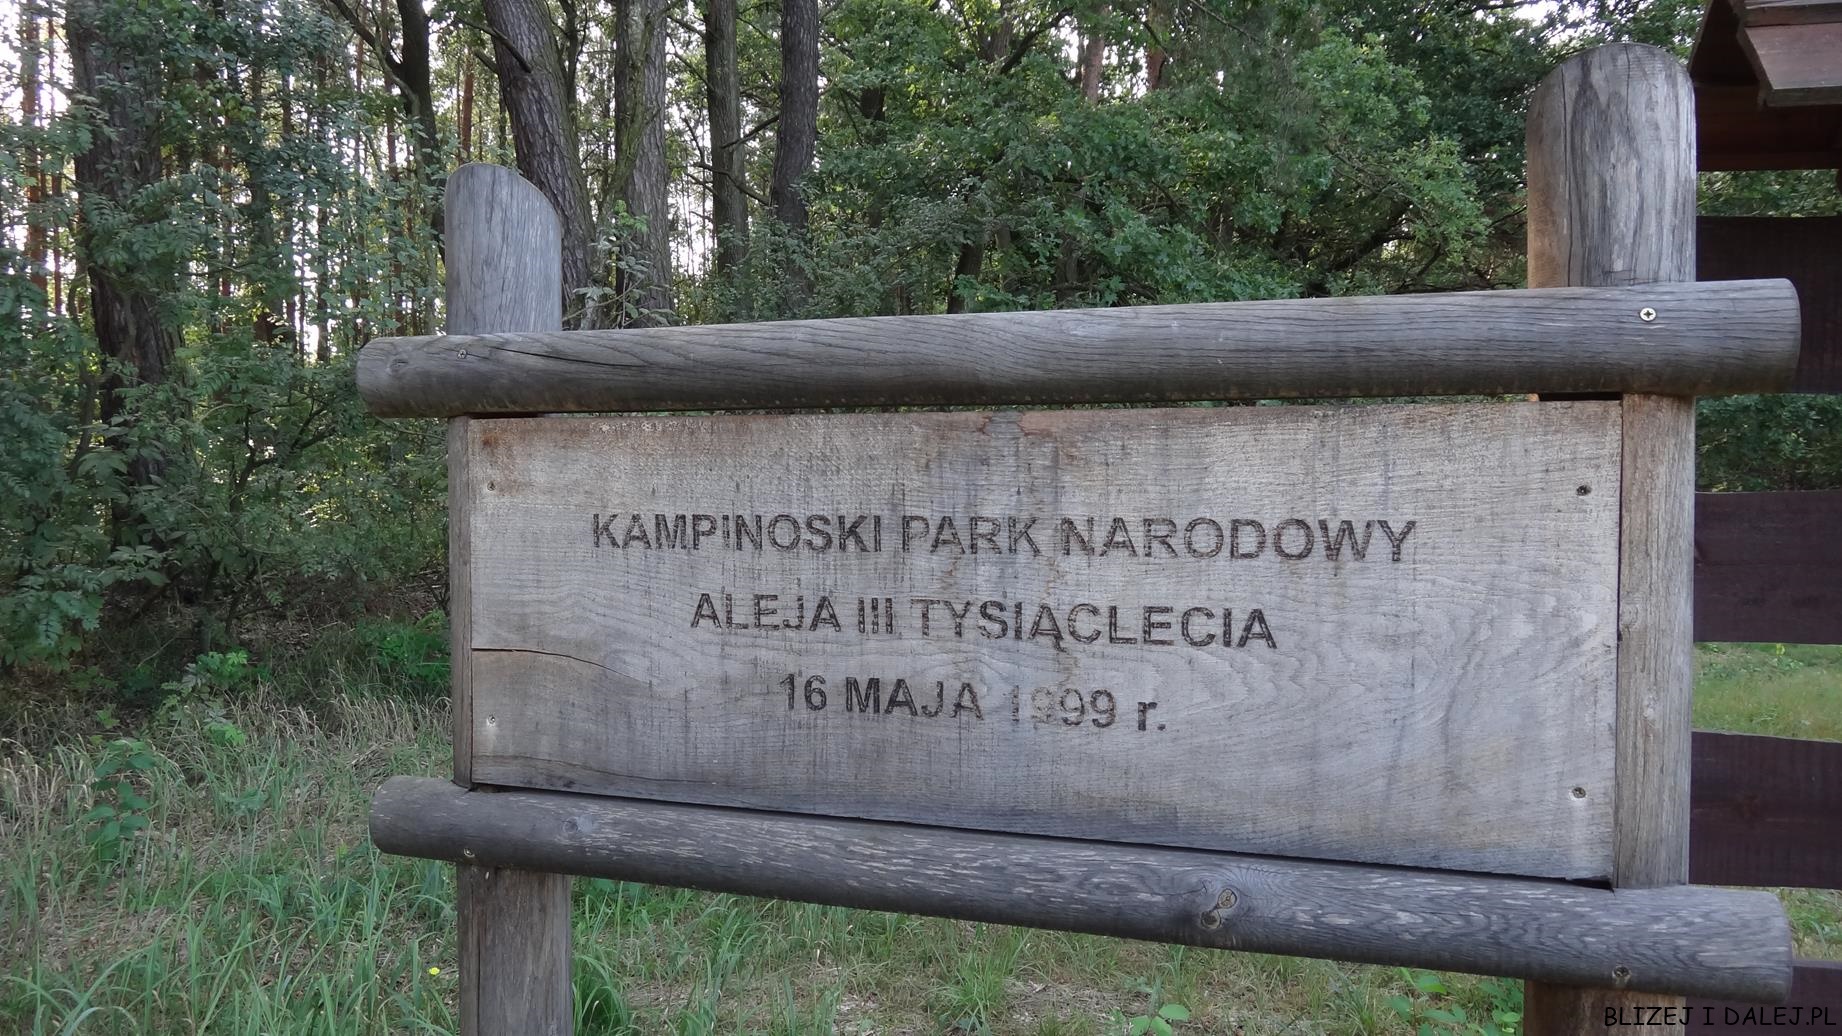 KAMPINOSKI PARK NARODOWY
ALEJA III TYSIĄCLECIA
16 MAJA 1999 r.
BLIZEJ I DALEJ.PL